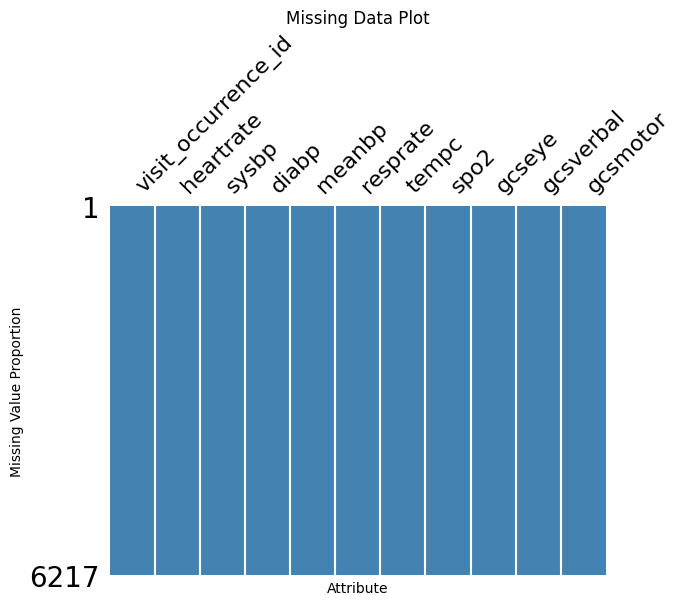 Missing Data Plot
visit_occurrence_id
heartrate
sysbp
diabp
meanbp
resprate
tempc
spo2
gcseye
gcsverbal
gcsmotor
1
Missing Value Proportion
6217
Attribute